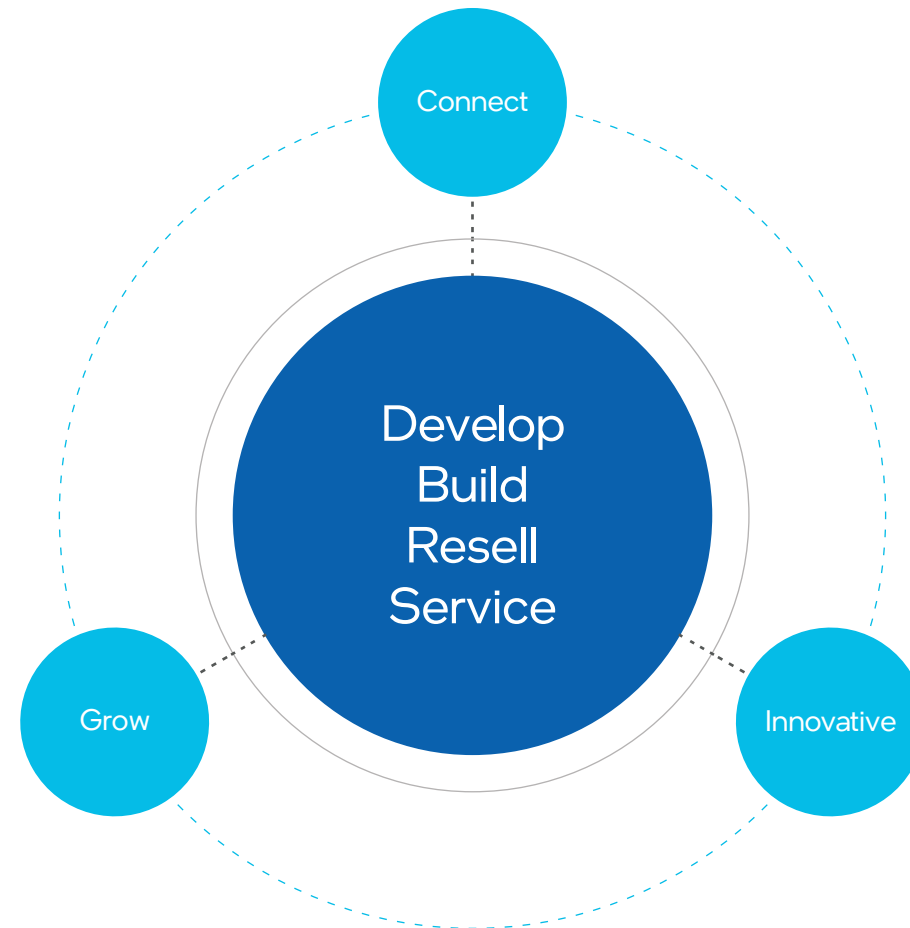 Connect
Develop
Build
Resell
Service
Grow
Innovative